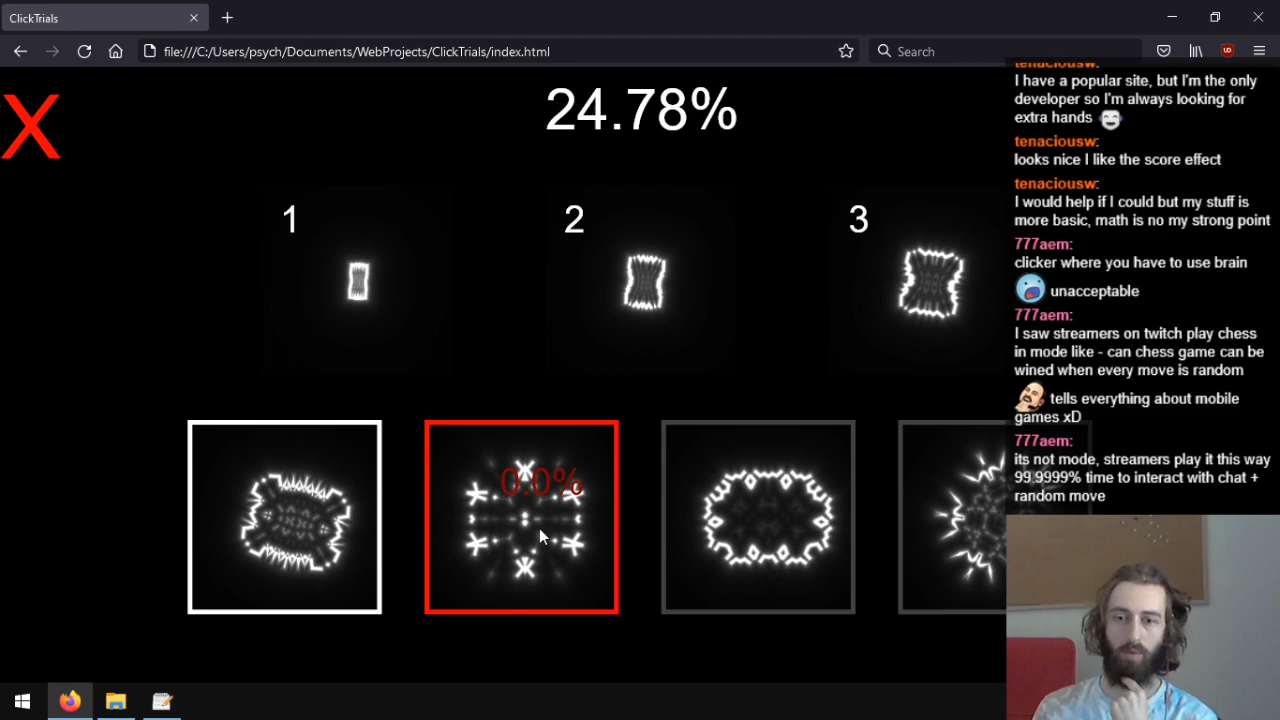 ClickTrials
file:///C:/Users/psych/Documents/WebProjects/ClickTrials/index.html
Search
X
24.78%
1
2
3
0.0%
tenaciousw:
I have a popular site, but I'm the only
developer so I'm always looking for
extra hands
tenaciousw:
looks nice I like the score effect
tenaciousw:
I would help if I could but my stuff is
more basic, math is no my strong point
777aem:
clicker where you have to use brain
unacceptable
777aem:
I saw streamers on twitch play chess
in mode like - can chess game can be
wined when every move is random
tells everything about mobile
games xD
777aem:
its not mode, streamers play it this way
99.9999% time to interact with chat +
random move